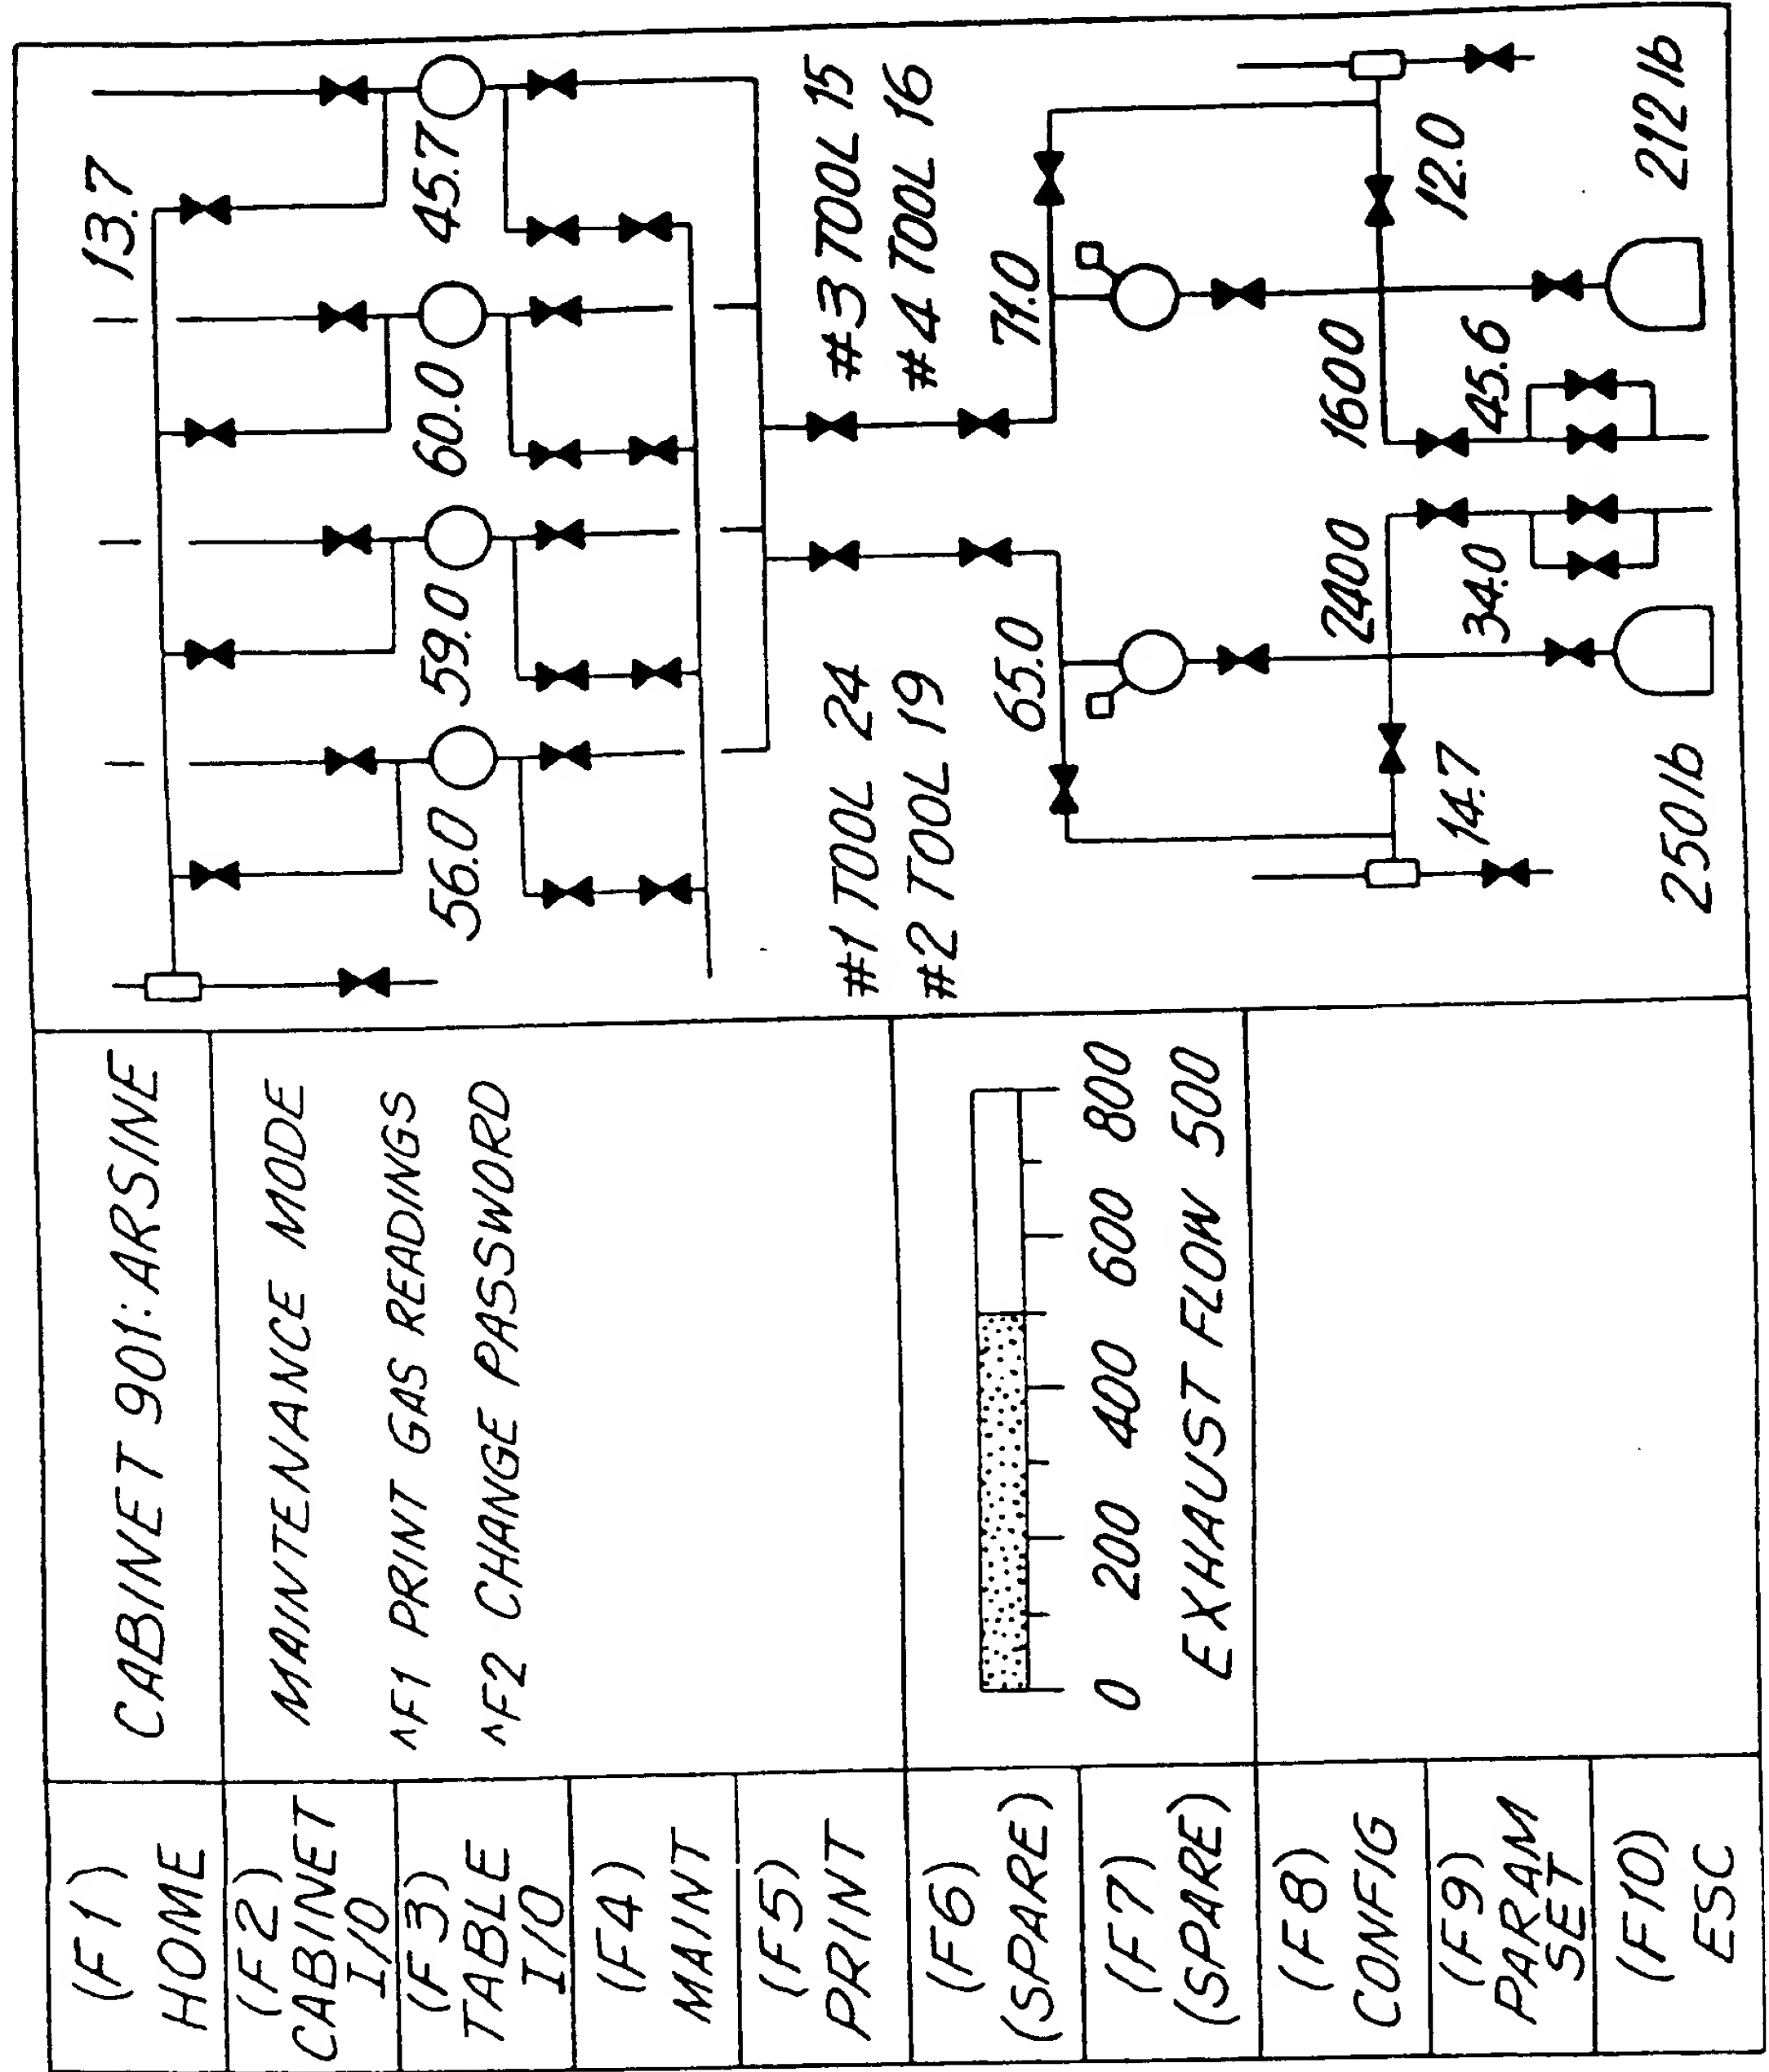 (F1)
HOME
(F2)
CABINET
I/O
(F3)
TABLE
I/O
(F4)
MAINT
(F5)
PRINT
(F6)
(SPARE)
(F7)
(SPARE)
(F8)
CONFIG
(F9)
PARAM
SET
(F10)
ESC
CABINET 901:ARSINE
MAINTENANCE MODE
^F1 PRINT GAS READINGS
^F2 CHANGE PASSWORD
0 200 400 600 800
EXHAUST FLOW 500
13.7
56.0 59.0 60.0 45.7
#1 TOOL 24 #3 TOOL 15
#2 TOOL 19 #4 TOOL 16
65.0 71.0
2400 1600
14.7 34.0 45.6 12.0
250 lb 212 lb